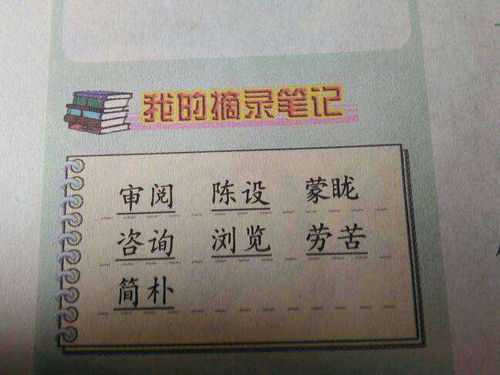 我的摘录笔记
审阅 陈设 蒙眬
咨询 浏览 劳苦
简朴